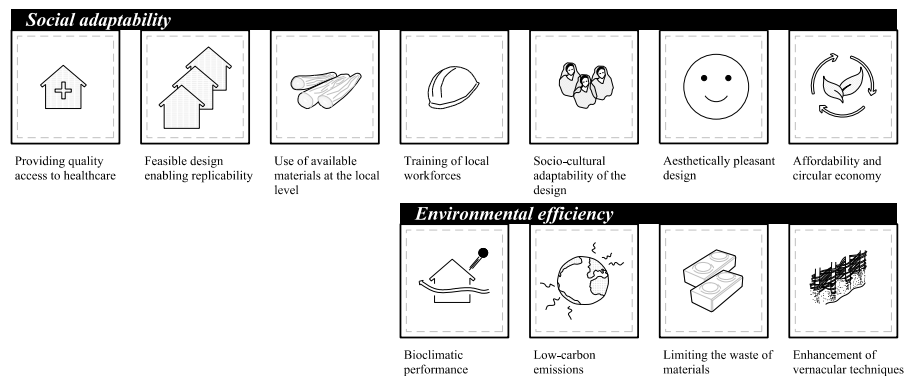 Social adaptability
Providing quality
access to healthcare
Feasible design
enabling replicability
Use of available
materials at the local
level
Training of local
workforces
Socio-cultural
adaptability of the
design
Aesthetically pleasant
design
Affordability and
circular economy
Environmental efficiency
Bioclimatic
performance
Low-carbon
emissions
Limiting the waste of
materials
Enhancement of
vernacular techniques